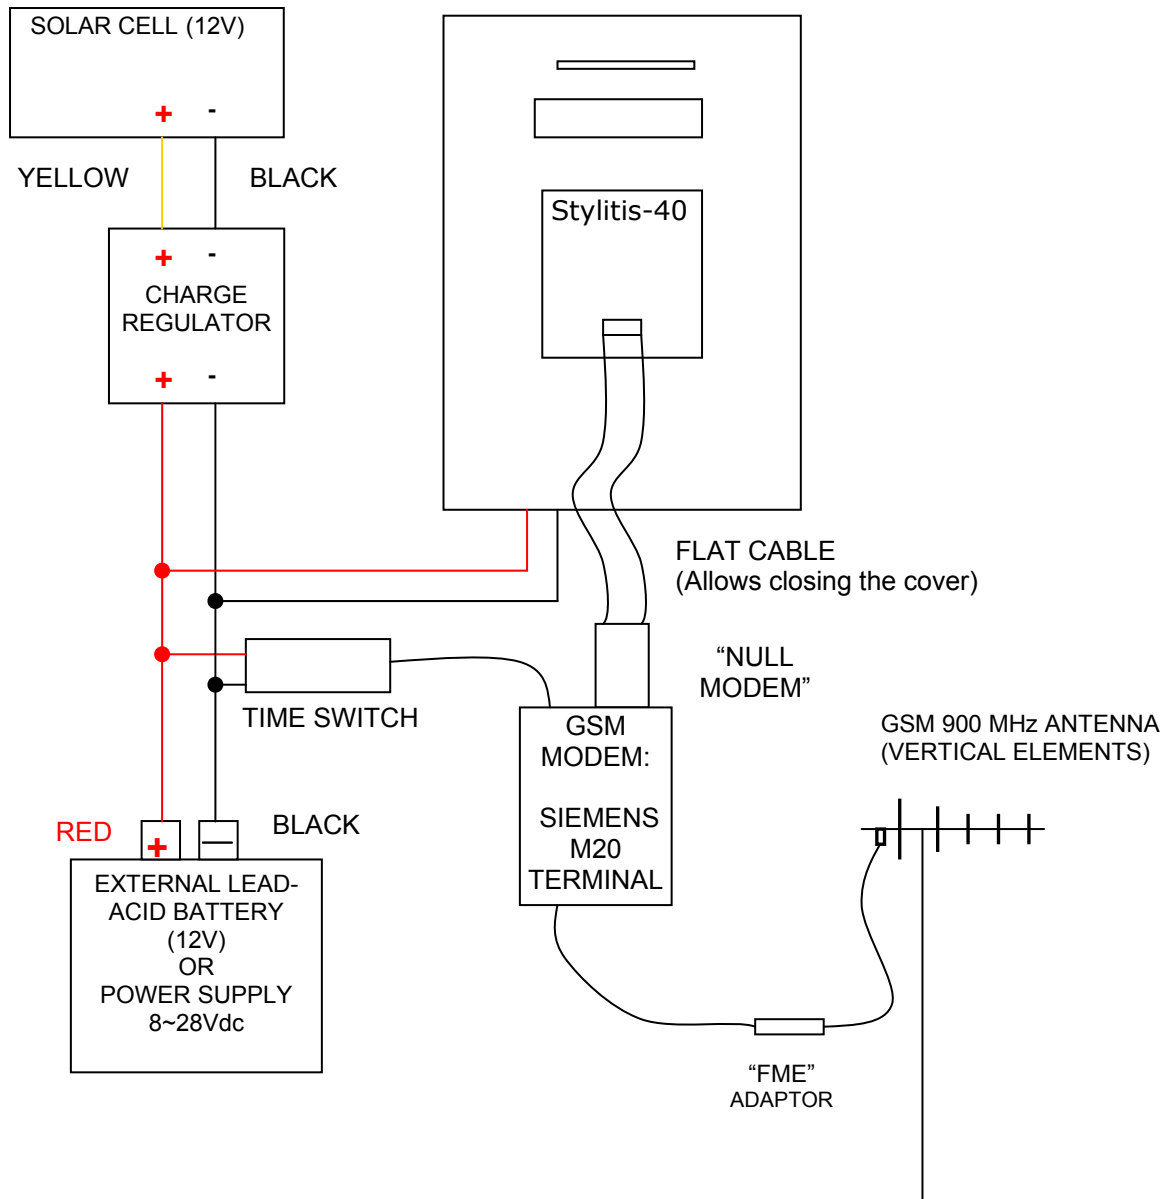 SOLAR CELL (12V)
+ -
YELLOW
BLACK
+ -
CHARGE
REGULATOR
+ -
Stylitis-40
FLAT CABLE
(Allows closing the cover)
“NULL
MODEM”
TIME SWITCH
GSM
MODEM:
SIEMENS
M20
TERMINAL
GSM 900 MHz ANTENNA
(VERTICAL ELEMENTS)
RED
+ —
BLACK
EXTERNAL LEAD-
ACID BATTERY
(12V)
OR
POWER SUPPLY
8~28Vdc
“FME”
ADAPTOR